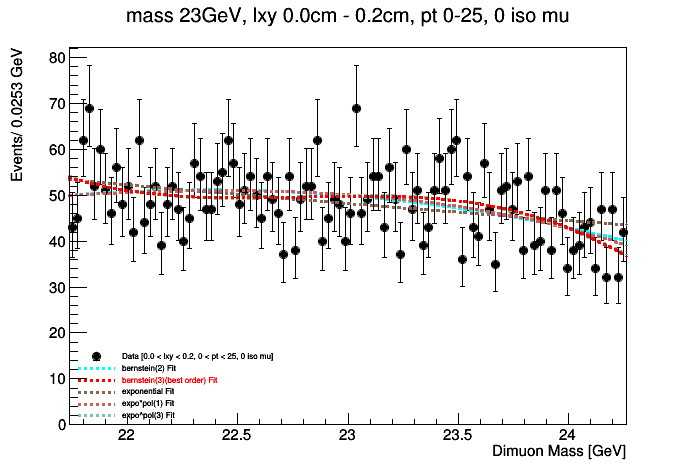 mass 23GeV, lxy 0.0cm - 0.2cm, pt 0-25, 0 iso mu
Events/ 0.0253 GeV
80
70
60
50
40
30
20
10
0
Data [0.0 < lxy < 0.2, 0 < pt < 25, 0 iso mu]
bernstein(2) Fit
bernstein(3)(best order) Fit
exponential Fit
expo*pol(1) Fit
expo*pol(3) Fit
22 22.5 23 23.5 24
Dimuon Mass [GeV]